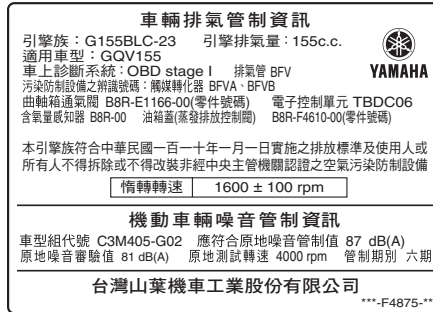 車輛排氣管制資訊
引擎族：G155BLC-23 引擎排氣量：155c.c.
適用車型：GQV155
車上診斷系統：OBD stage I 排氣管 BFV
YAMAHA
污染防制設備之辨識號碼：觸媒轉化器 BFVA、BFVB
曲軸箱通氣閥 B8R-E1166-00(零件號碼) 電子控制單元 TBDC06
含氧量感知器 B8R-00 油箱蓋(蒸發排放控制閥) B8R-F4610-00(零件號碼)
本引擎族符合中華民國一百一十年一月一日實施之排放標準及使用人或
所有人不得拆除或不得改裝非經中央主管機關認證之空氣污染防制設備
惰轉轉速 1600 ± 100 rpm
機動車輛噪音管制資訊
車型組代號 C3M405-G02 應符合原地噪音管制值 87 dB(A)
原地噪音審驗值 81 dB(A) 原地測試轉速 4000 rpm 管制期別 六期
台灣山葉機車工業股份有限公司
***-F4875-**